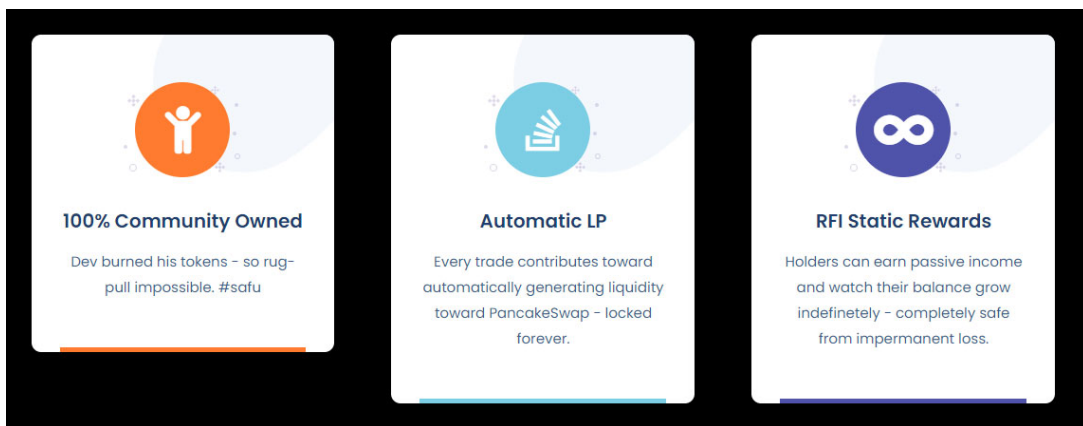 100% Community Owned
Dev burned his tokens - so rug-
pull impossible. #safu
Automatic LP
Every trade contributes toward
automatically generating liquidity
toward PancakeSwap - locked
forever.
RFI Static Rewards
Holders can earn passive income
and watch their balance grow
indefinetely - completely safe
from impermanent loss.